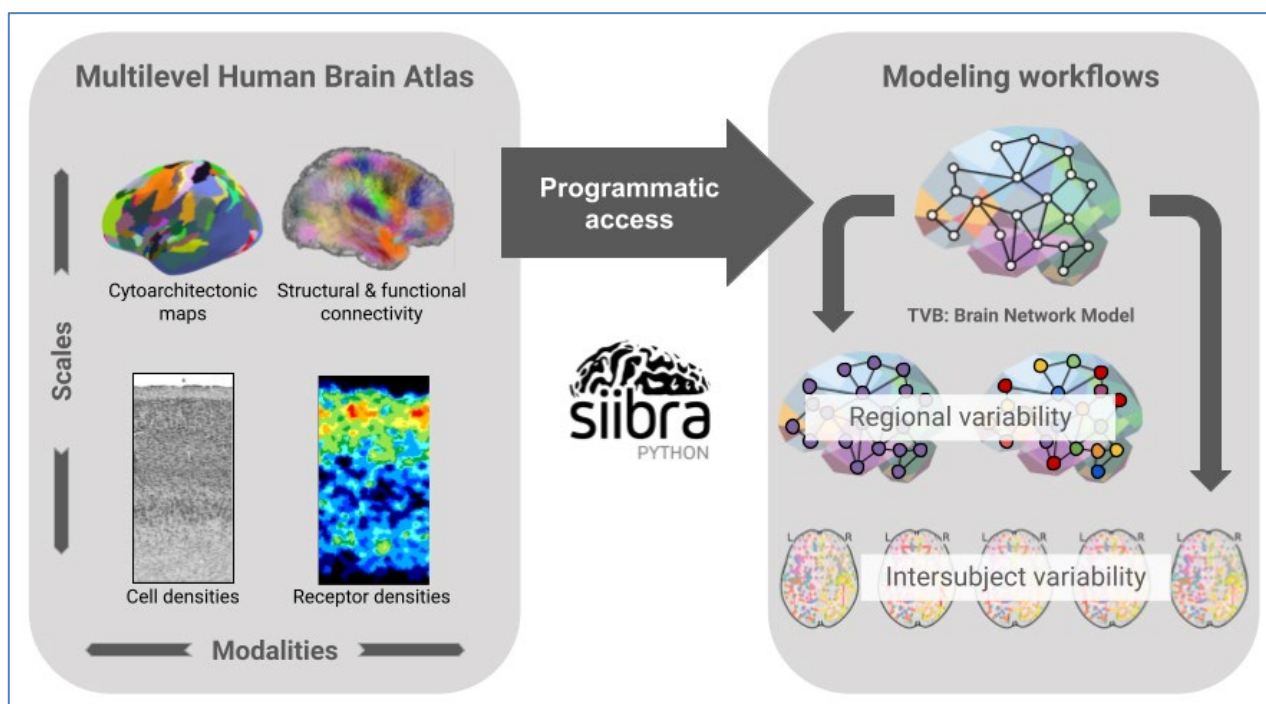 Multilevel Human Brain Atlas
Scales
Cytoarchitectonic
maps
Structural & functional
connectivity
Cell densities
Receptor densities
Modalities
Programmatic
access
siibra
PYTHON
Modeling workflows
TVB: Brain Network Model
Regional variability
L R L R L R L R L R
Intersubject variability